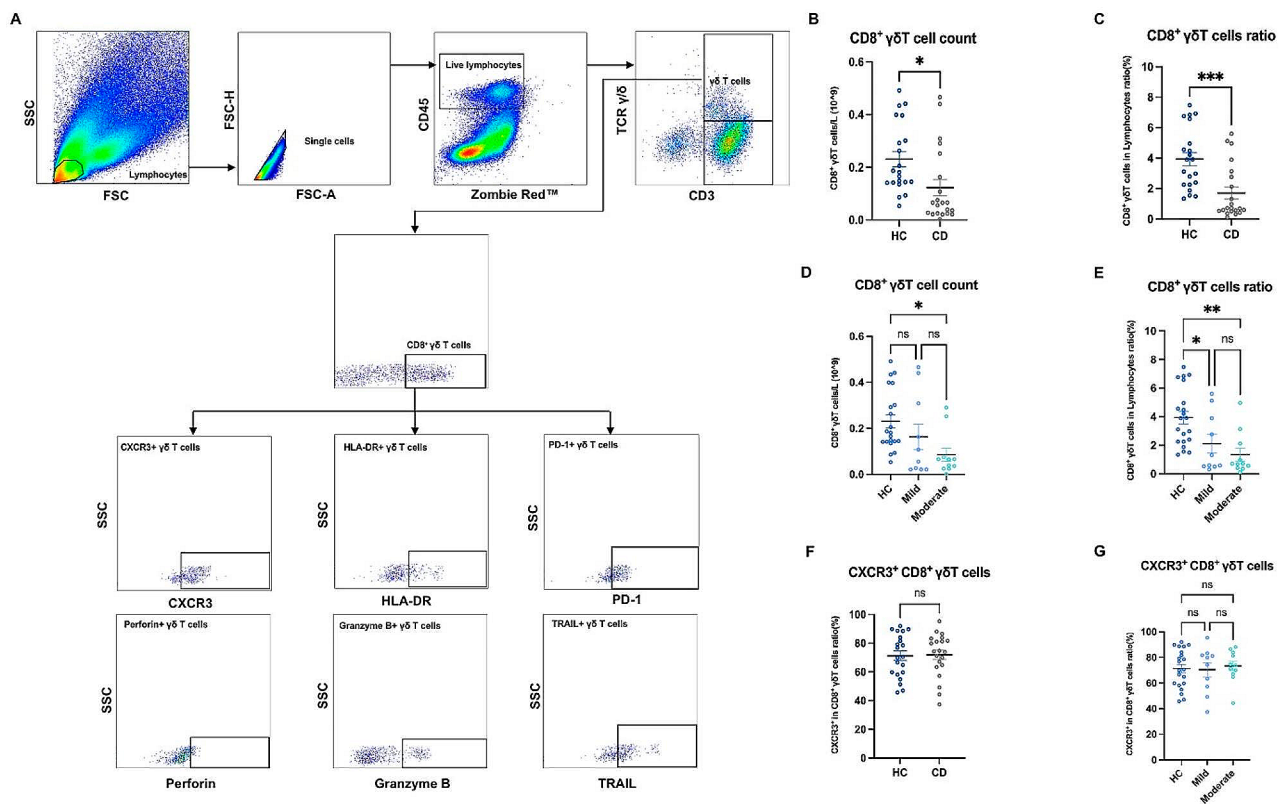 A
SSC
Lymphocytes
FSC
FSC-H
Single cells
FSC-A
CD45
Live lymphocytes
Zombie Red™
TCR γ/δ
γδ T cells
CD3
CD8⁺ γδ T cells
CXCR3+ γδ T cells
SSC
CXCR3
HLA-DR+ γδ T cells
SSC
HLA-DR
PD-1+ γδ T cells
SSC
PD-1
Perforin+ γδ T cells
SSC
Perforin
Granzyme B+ γδ T cells
SSC
Granzyme B
TRAIL+ γδ T cells
SSC
TRAIL
B
CD8⁺ γδT cell count
CD8⁺ γδT cells/L (10^9)
0.6
0.4
0.2
0.0
*
HC
CD
C
CD8⁺ γδT cells ratio
CD8⁺ γδT cells in Lymphocytes ratio(%)
10
8
6
4
2
0
***
HC
CD
D
CD8⁺ γδT cell count
CD8⁺ γδT cells/L (10^9)
0.6
0.4
0.2
0.0
*
ns
ns
HC
Mild
Moderate
E
CD8⁺ γδT cells ratio
CD8⁺ γδT cells in Lymphocytes ratio(%)
10
8
6
4
2
0
**
*
ns
HC
Mild
Moderate
F
CXCR3⁺ CD8⁺ γδT cells
CXCR3⁺ in CD8⁺ γδT cells ratio(%)
100
80
60
40
20
0
ns
HC
CD
G
CXCR3⁺ CD8⁺ γδT cells
CXCR3⁺ in CD8⁺ γδT cells ratio(%)
100
80
60
40
20
0
ns
ns
ns
HC
Mild
Moderate